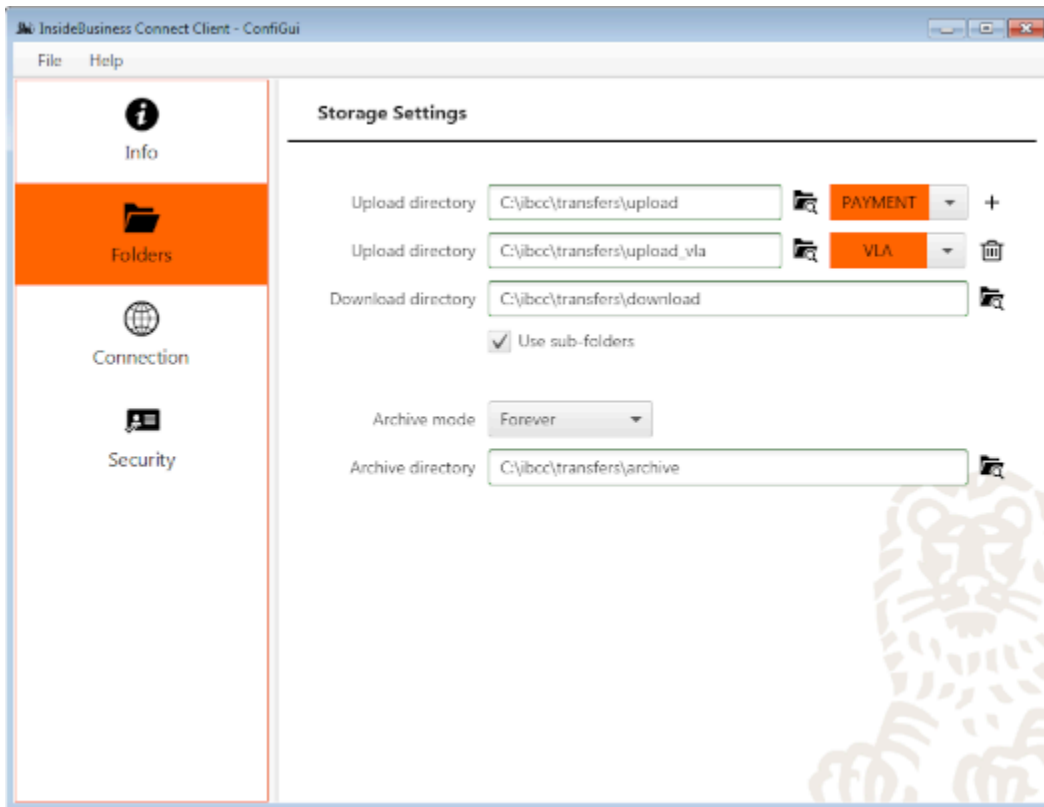 InsideBusiness Connect Client - ConfiGui
File Help
Info
Folders
Connection
Security
Storage Settings
Upload directory C:\ibcc\transfers\upload PAYMENT
Upload directory C:\ibcc\transfers\upload_vla VLA
Download directory C:\ibcc\transfers\download
Use sub-folders
Archive mode Forever
Archive directory C:\ibcc\transfers\archive